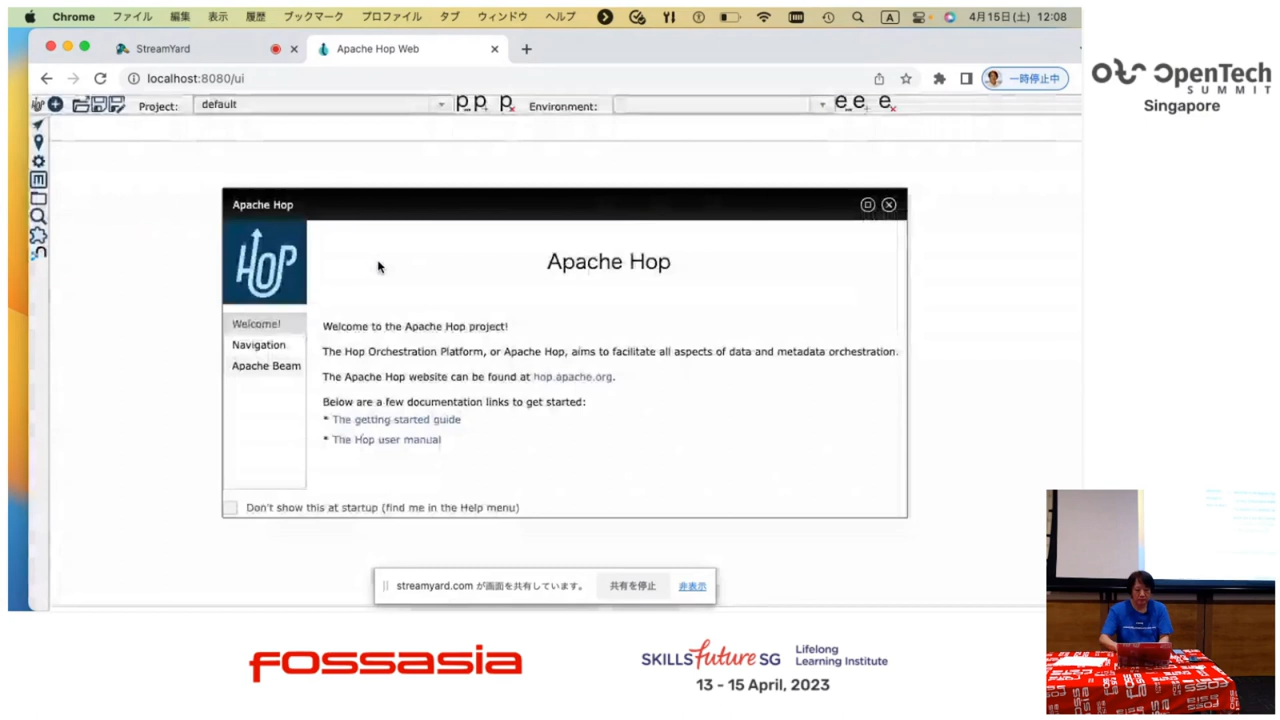 Chrome ファイル 編集 表示 履歴 ブックマーク プロファイル タブ ウィンドウ ヘルプ A 4月15日(土) 12:08
StreamYard
Apache Hop Web
localhost:8080/ui
一時停止中
Project: default
Environment:
Apache Hop
HOP
Apache Hop
Welcome!
Navigation
Apache Beam
Welcome to the Apache Hop project!
The Hop Orchestration Platform, or Apache Hop, aims to facilitate all aspects of data and metadata orchestration.
The Apache Hop website can be found at hop.apache.org.
Below are a few documentation links to get started:
* The getting started guide
* The Hop user manual
Don't show this at startup (find me in the Help menu)
streamyard.com が画面を共有しています。 共有を停止 非表示
OpenTech
SUMMIT
Singapore
FOSSASIA
SKILLS future SG
Lifelong
Learning Institute
13 - 15 April, 2023